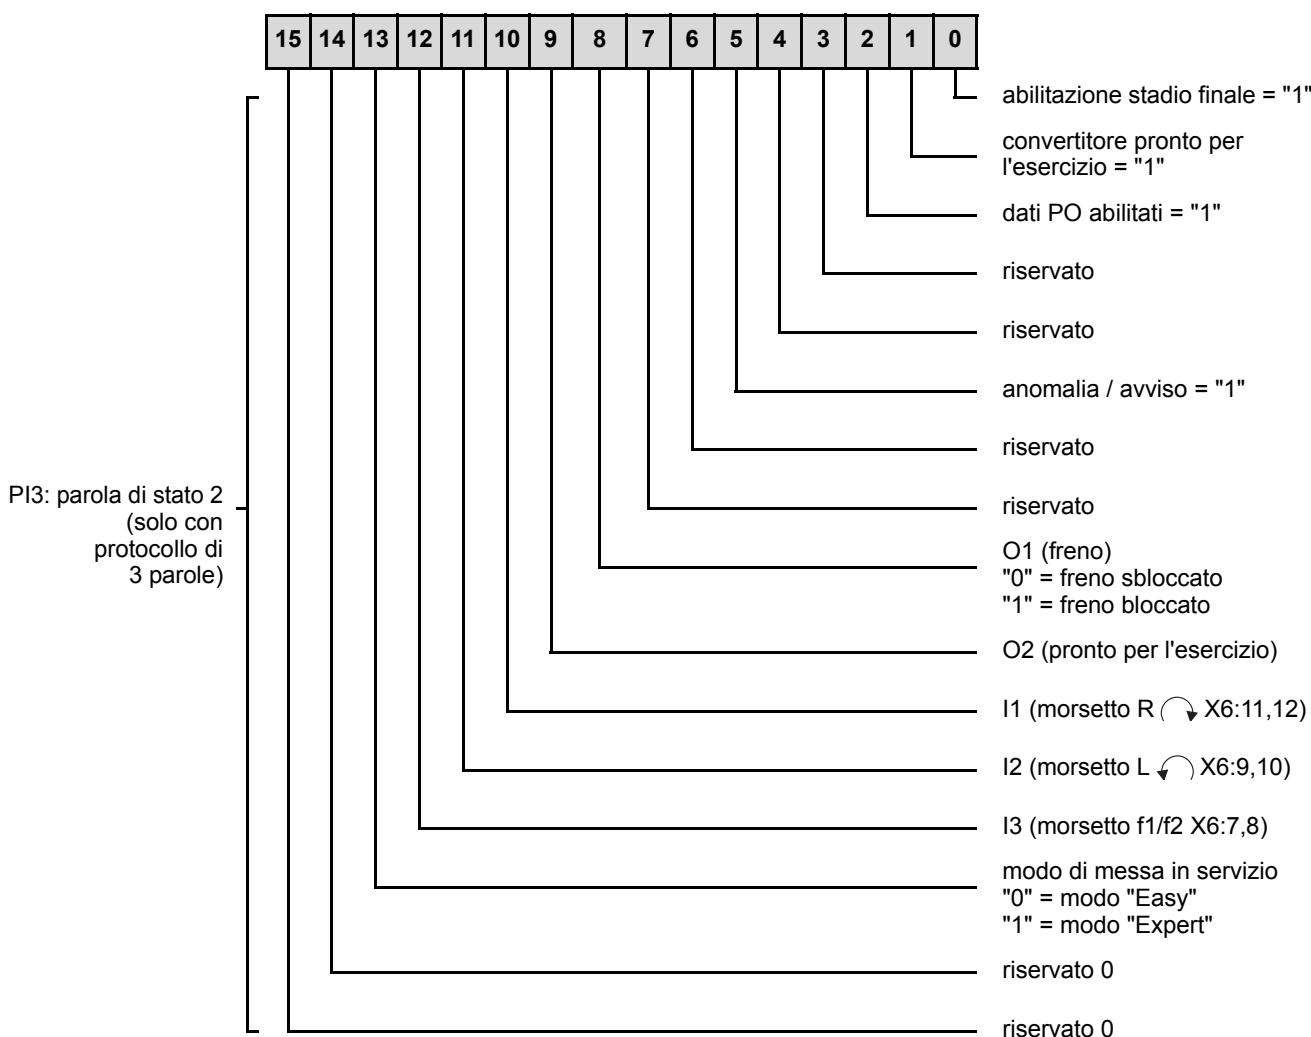 15 14 13 12 11 10 9 8 7 6 5 4 3 2 1 0
abilitazione stadio finale = "1"
convertitore pronto per
l'esercizio = "1"
dati PO abilitati = "1"
riservato
riservato
anomalia / avviso = "1"
riservato
riservato
PI3: parola di stato 2
(solo con
protocollo di
3 parole)
O1 (freno)
"0" = freno sbloccato
"1" = freno bloccato
O2 (pronto per l'esercizio)
I1 (morsetto R X6:11,12)
I2 (morsetto L X6:9,10)
I3 (morsetto f1/f2 X6:7,8)
modo di messa in servizio
"0" = modo "Easy"
"1" = modo "Expert"
riservato 0
riservato 0